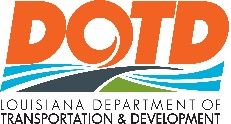 DOTD
LOUISIANA DEPARTMENT OF
TRANSPORTATION & DEVELOPMENT